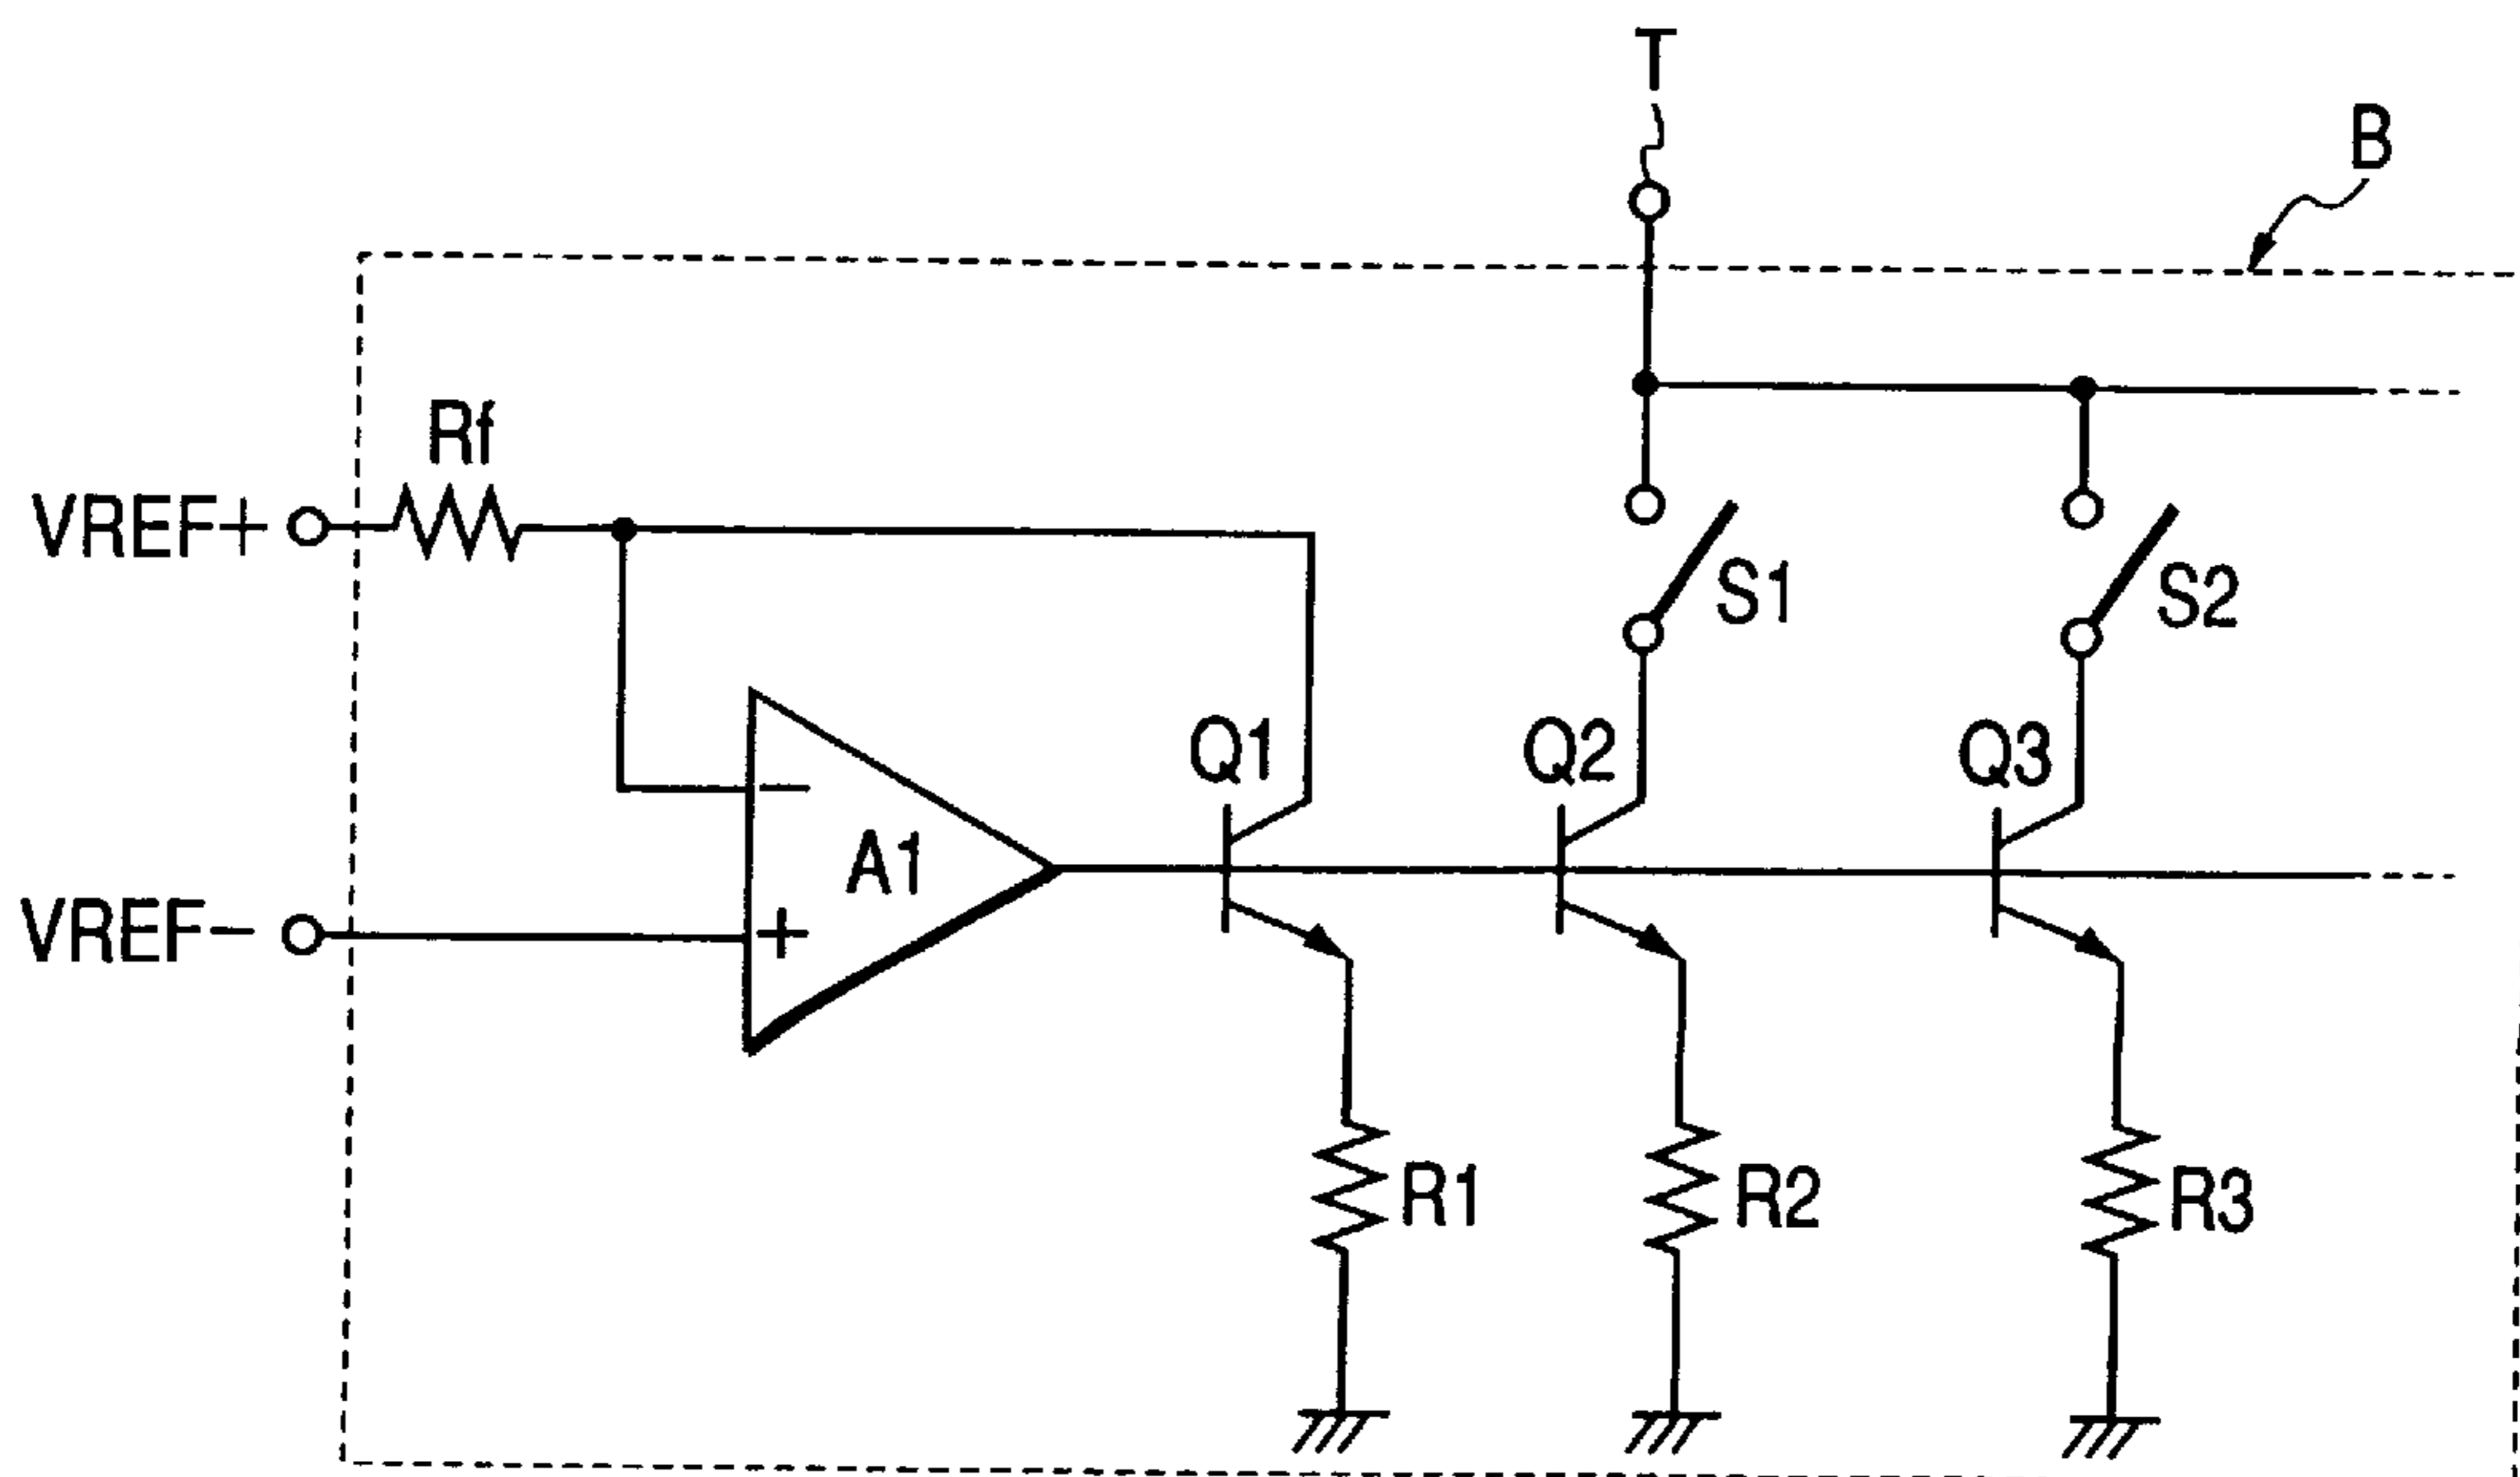 T
B
Rf
VREF+
S1
S2
Q1
Q2
Q3
−
A1
VREF−
+
R1
R2
R3